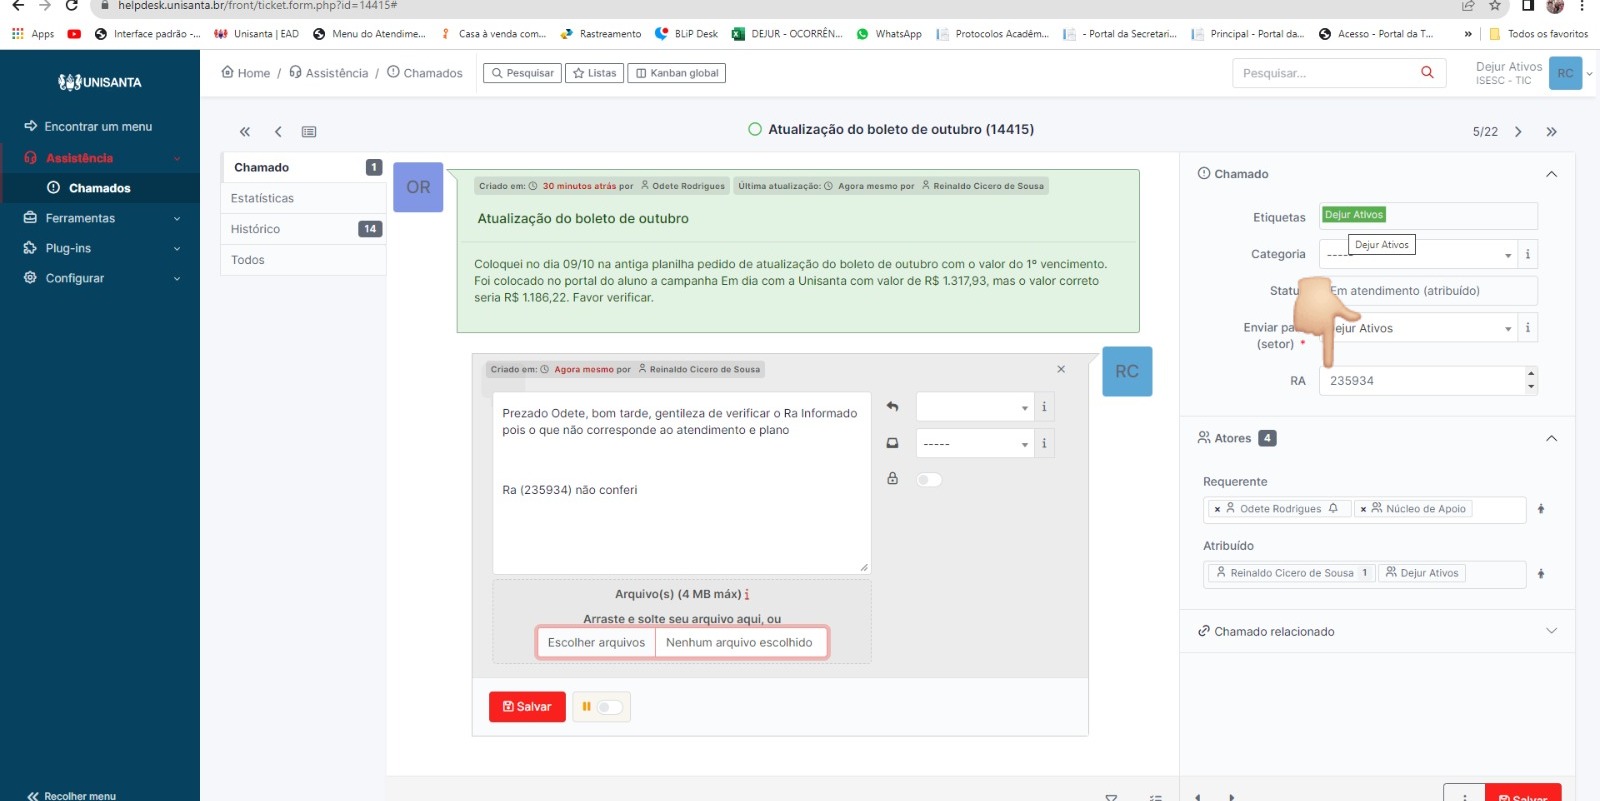 helpdesk.unisanta.br/front/ticket.form.php?id=14415#
Apps
Interface padrão -...
Unisanta | EAD
Menu do Atendime...
Casa à venda com...
Rastreamento
BLiP Desk
DEJUR - OCORRÊN...
WhatsApp
Protocolos Acadêm...
- Portal da Secretari...
Principal - Portal da...
Acesso - Portal da T...
»
Todos os favoritos
UNISANTA
Home / Assistência / Chamados
Pesquisar
Listas
Kanban global
Pesquisar...
Dejur Ativos
ISESC - TIC
RC
Encontrar um menu
Assistência
Chamados
Ferramentas
Plug-ins
Configurar
Recolher menu
Atualização do boleto de outubro (14415)
5/22
Chamado 1
Estatísticas
Histórico 14
Todos
OR
Criado em: 30 minutos atrás por Odete Rodrigues
Última atualização: Agora mesmo por Reinaldo Cicero de Sousa
Atualização do boleto de outubro
Coloquei no dia 09/10 na antiga planilha pedido de atualização do boleto de outubro com o valor do 1º vencimento.
Foi colocado no portal do aluno a campanha Em dia com a Unisanta com valor de R$ 1.317,93, mas o valor correto
seria R$ 1.186,22. Favor verificar.
Criado em: Agora mesmo por Reinaldo Cicero de Sousa
RC
Prezado Odete, bom tarde, gentileza de verificar o Ra Informado
pois o que não corresponde ao atendimento e plano
Ra (235934) não conferi
-----
Arquivo(s) (4 MB máx)
Arraste e solte seu arquivo aqui, ou
Escolher arquivos Nenhum arquivo escolhido
Salvar
Chamado
Etiquetas Dejur Ativos
Dejur Ativos
Categoria -----
Statu Em atendimento (atribuído)
Enviar pa ejur Ativos
(setor) *
RA 235934
Atores 4
Requerente
× Odete Rodrigues × Núcleo de Apoio
Atribuído
Reinaldo Cicero de Sousa 1 Dejur Ativos
Chamado relacionado
Salvar